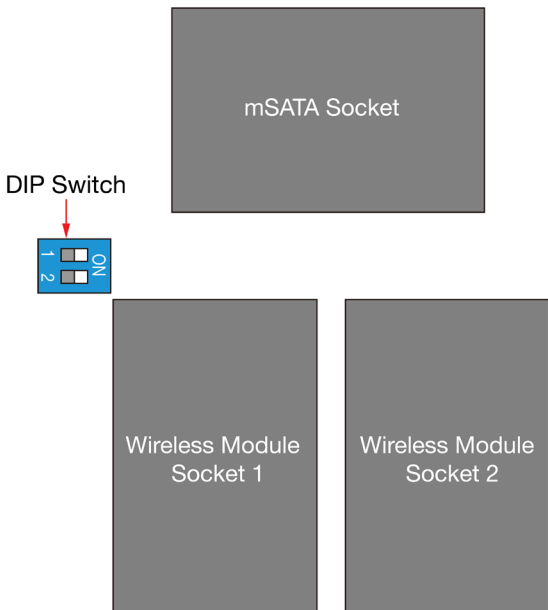 mSATA Socket
DIP Switch
1
2
ON
Wireless Module
Socket 1
Wireless Module
Socket 2